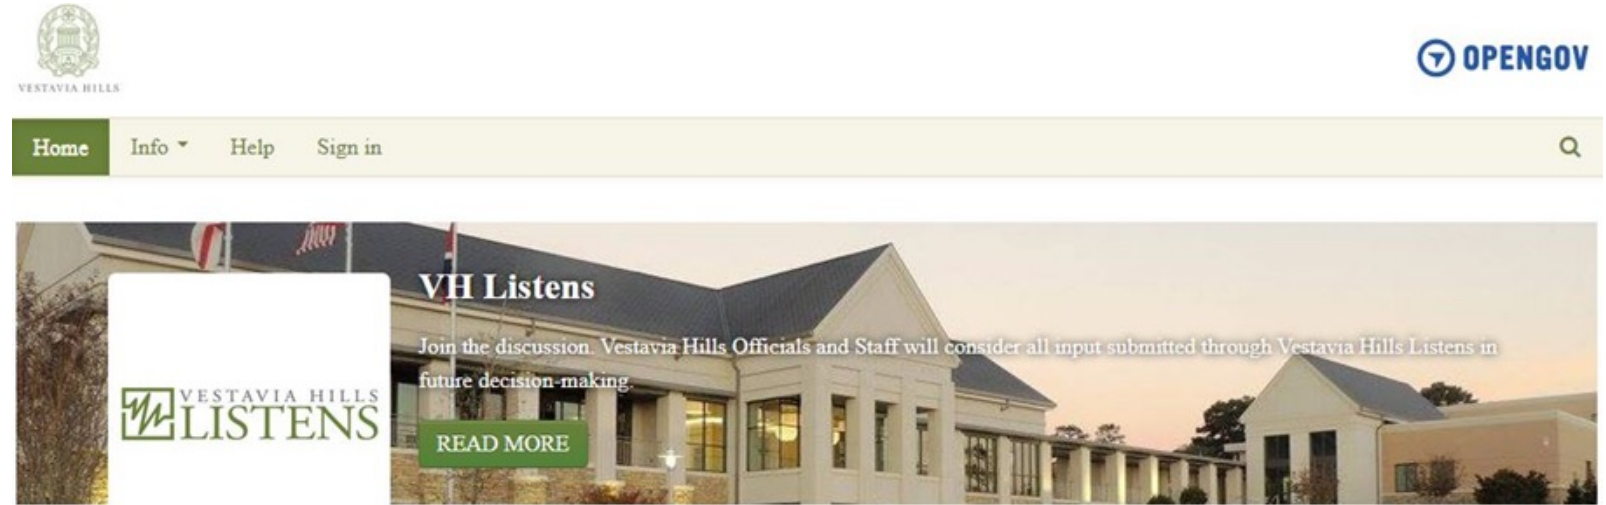 VESTAVIA HILLS
OPENGOV
Home Info Help Sign in
VH Listens
Join the discussion. Vestavia Hills Officials and Staff will consider all input submitted through Vestavia Hills Listens in
future decision-making.
VESTAVIA HILLS
LISTENS
READ MORE